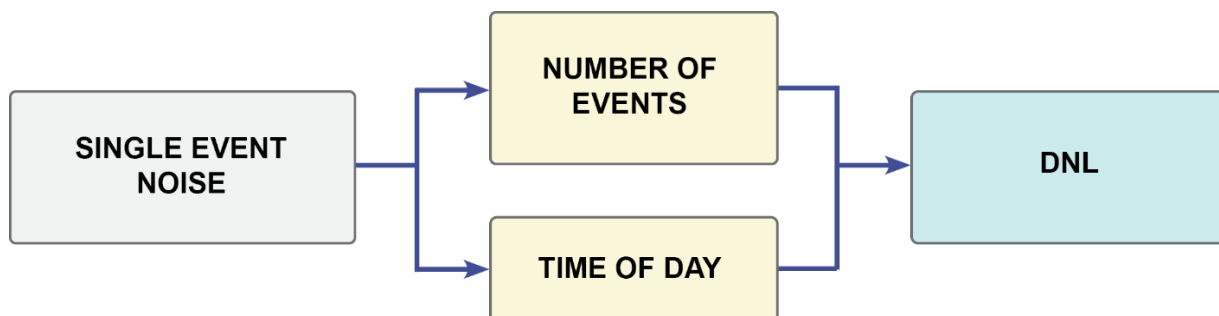 SINGLE EVENT
NOISE
NUMBER OF
EVENTS
TIME OF DAY
DNL